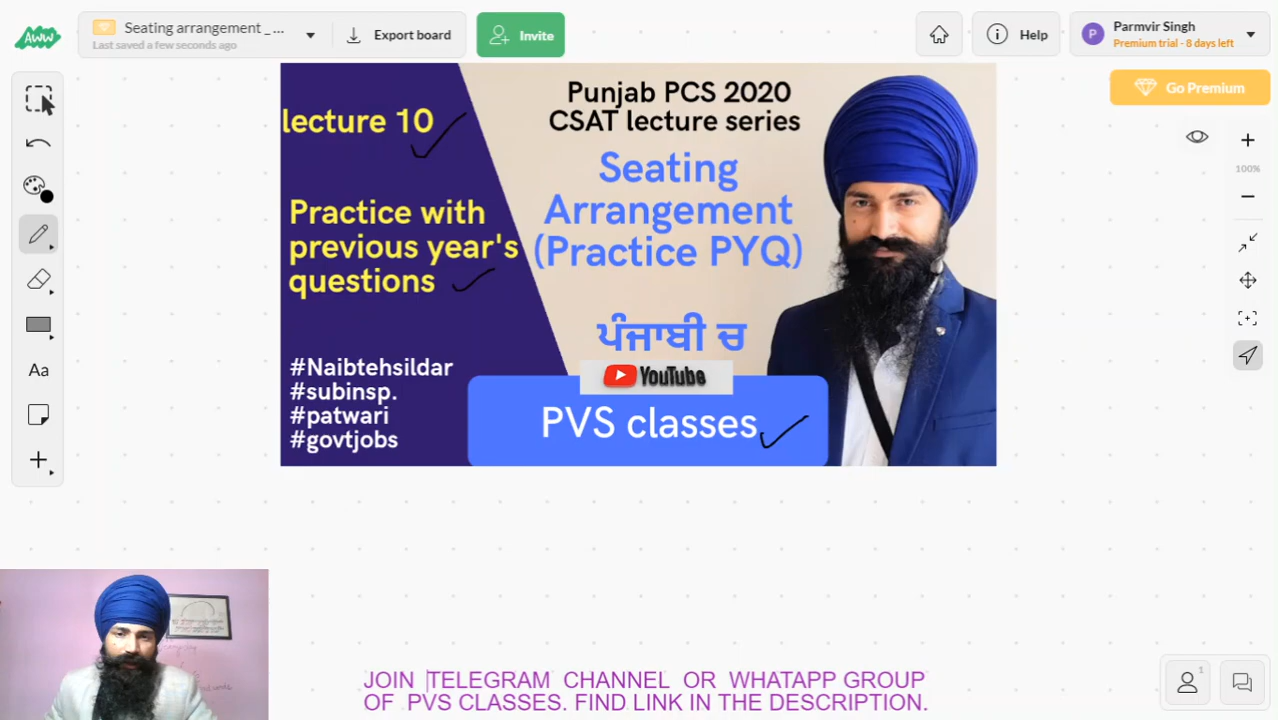 AWW
Seating arrangement _ ...
Last saved a few seconds ago
Export board
Invite
Help
P
Parmvir Singh
Premium trial - 8 days left
Go Premium
100%
Aa
lecture 10
Practice with
previous year's
questions
#Naibtehsildar
#subinsp.
#patwari
#govtjobs
Punjab PCS 2020
CSAT lecture series
Seating
Arrangement
(Practice PYQ)
ਪੰਜਾਬੀ ਚ
YouTube
PVS classes
1
JOIN TELEGRAM CHANNEL OR WHATAPP GROUP
OF PVS CLASSES. FIND LINK IN THE DESCRIPTION.